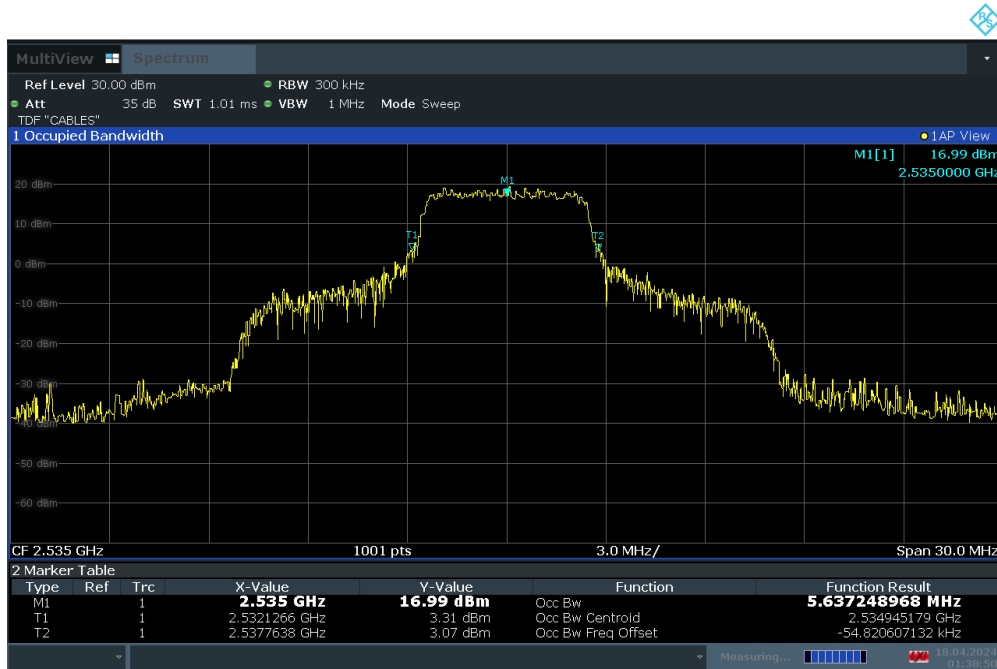 R&S
MultiView Spectrum
Ref Level 30.00 dBm RBW 300 kHz
Att 35 dB SWT 1.01 ms VBW 1 MHz Mode Sweep
TDF "CABLES"
1 Occupied Bandwidth 1AP View
M1[1] 16.99 dBm
2.5350000 GHz
M1
20 dBm
10 dBm
T1 T2
0 dBm
-10 dBm
-20 dBm
-30 dBm
-40 dBm
-50 dBm
-60 dBm
CF 2.535 GHz 1001 pts 3.0 MHz/ Span 30.0 MHz
2 Marker Table
Type Ref Trc X-Value Y-Value Function Function Result
M1 1 2.535 GHz 16.99 dBm Occ Bw 5.637248968 MHz
T1 1 2.5321266 GHz 3.31 dBm Occ Bw Centroid 2.534945179 GHz
T2 1 2.5377638 GHz 3.07 dBm Occ Bw Freq Offset -54.820607132 kHz
Measuring... 18.04.2024
01:38:50